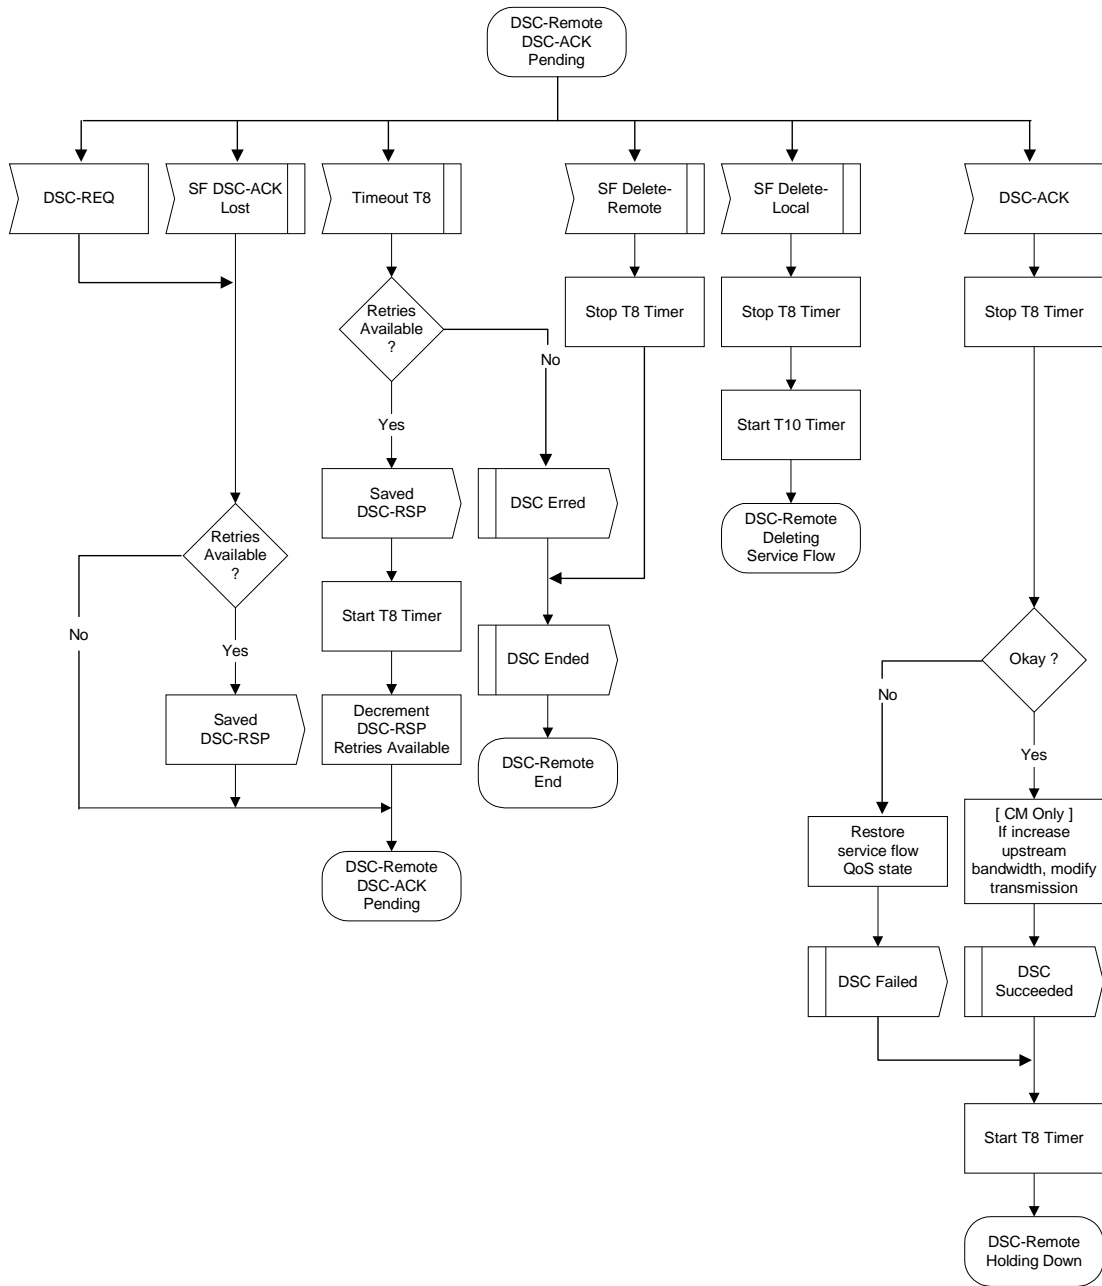 DSC-Remote
DSC-ACK
Pending
DSC-REQ
SF DSC-ACK
Lost
Timeout T8
SF Delete-
Remote
SF Delete-
Local
DSC-ACK
Retries
Available
?
Stop T8 Timer
Stop T8 Timer
Stop T8 Timer
No
Yes
Start T10 Timer
Saved
DSC-RSP
DSC Erred
DSC-Remote
Deleting
Service Flow
Retries
Available
?
Start T8 Timer
No
Yes
DSC Ended
Okay ?
No
Saved
DSC-RSP
Decrement
DSC-RSP
Retries Available
DSC-Remote
End
Yes
DSC-Remote
DSC-ACK
Pending
Restore
service flow
QoS state
[ CM Only ]
If increase
upstream
bandwidth, modify
transmission
DSC Failed
DSC
Succeeded
Start T8 Timer
DSC-Remote
Holding Down